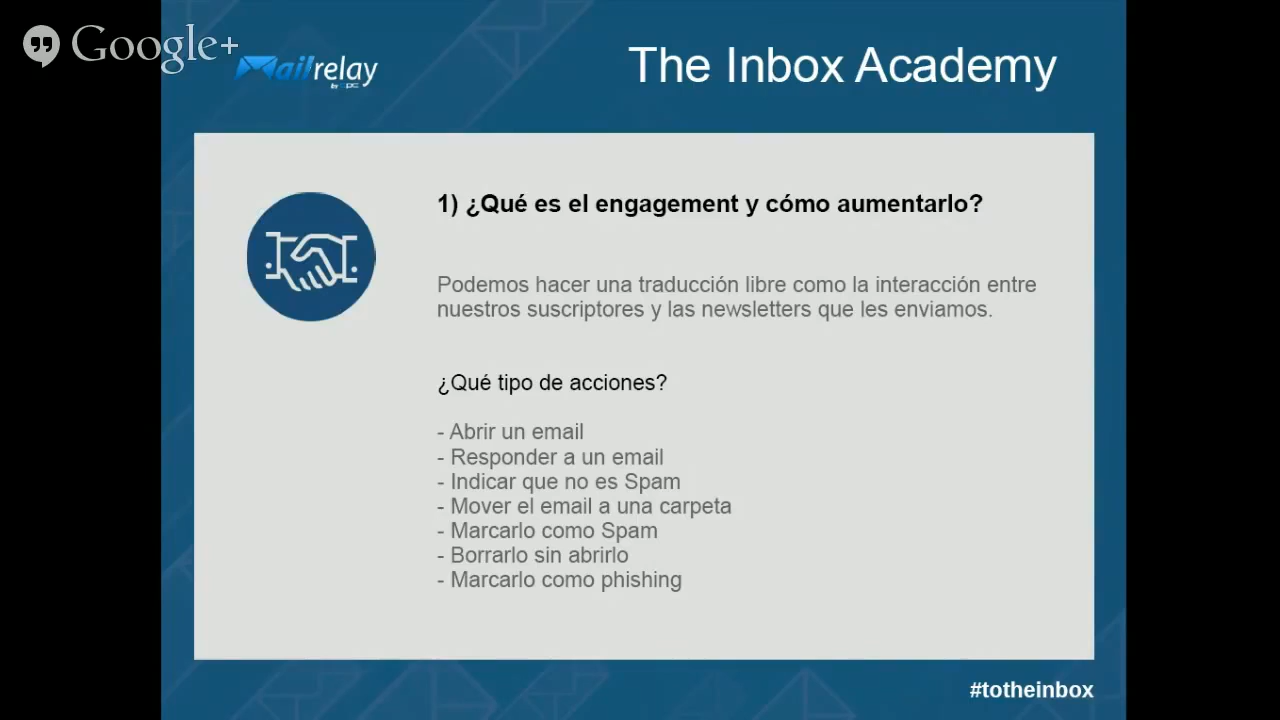 Google+
Mailrelay
The Inbox Academy
1) ¿Qué es el engagement y cómo aumentarlo?
Podemos hacer una traducción libre como la interacción entre
nuestros suscriptores y las newsletters que les enviamos.
¿Qué tipo de acciones?
- Abrir un email
- Responder a un email
- Indicar que no es Spam
- Mover el email a una carpeta
- Marcarlo como Spam
- Borrarlo sin abrirlo
- Marcarlo como phishing
#totheinbox